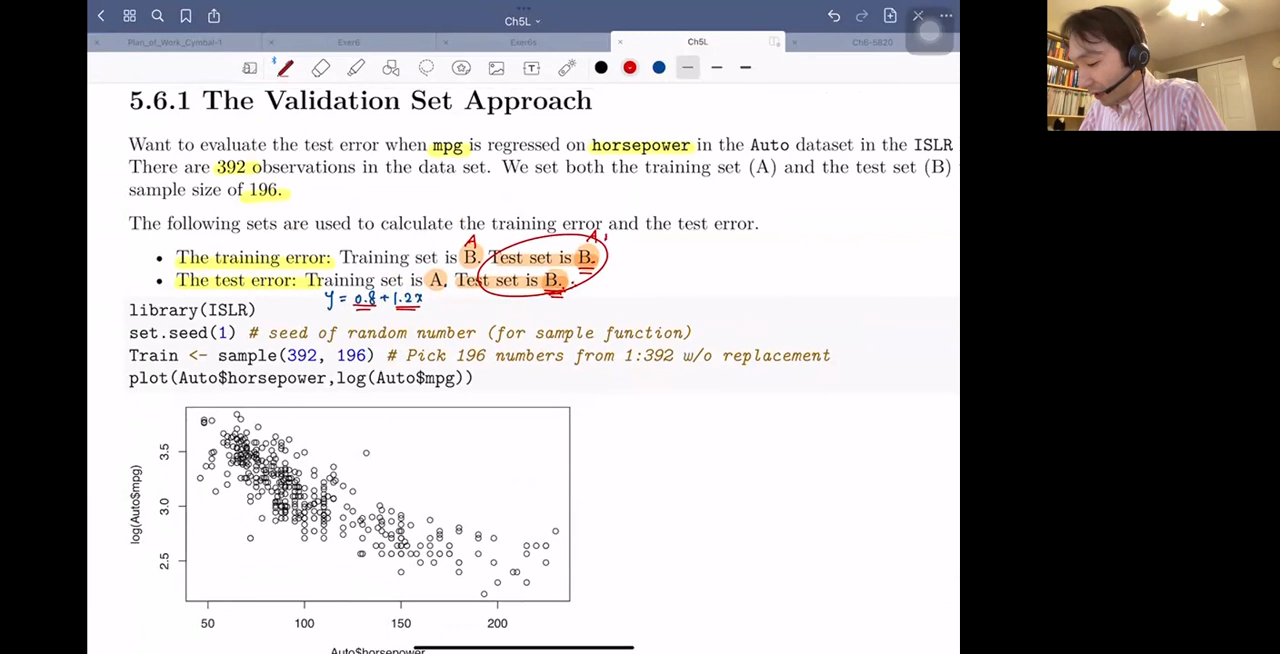 Ch5L
Plan_of_Work_Cymbal-1
Exer6
Exer6s
Ch5L
Ch6-5820
5.6.1 The Validation Set Approach
Want to evaluate the test error when mpg is regressed on horsepower in the Auto dataset in the ISLR
There are 392 observations in the data set. We set both the training set (A) and the test set (B)
sample size of 196.
The following sets are used to calculate the training error and the test error.
A A'
• The training error: Training set is B. Test set is B.
• The test error: Training set is A. Test set is B.
y = 0.8 + 1.2x
library(ISLR)
set.seed(1) # seed of random number (for sample function)
Train <- sample(392, 196) # Pick 196 numbers from 1:392 w/o replacement
plot(Auto$horsepower,log(Auto$mpg))
log(Auto$mpg)
3.5
3.0
2.5
50 100 150 200
Auto$horsepower